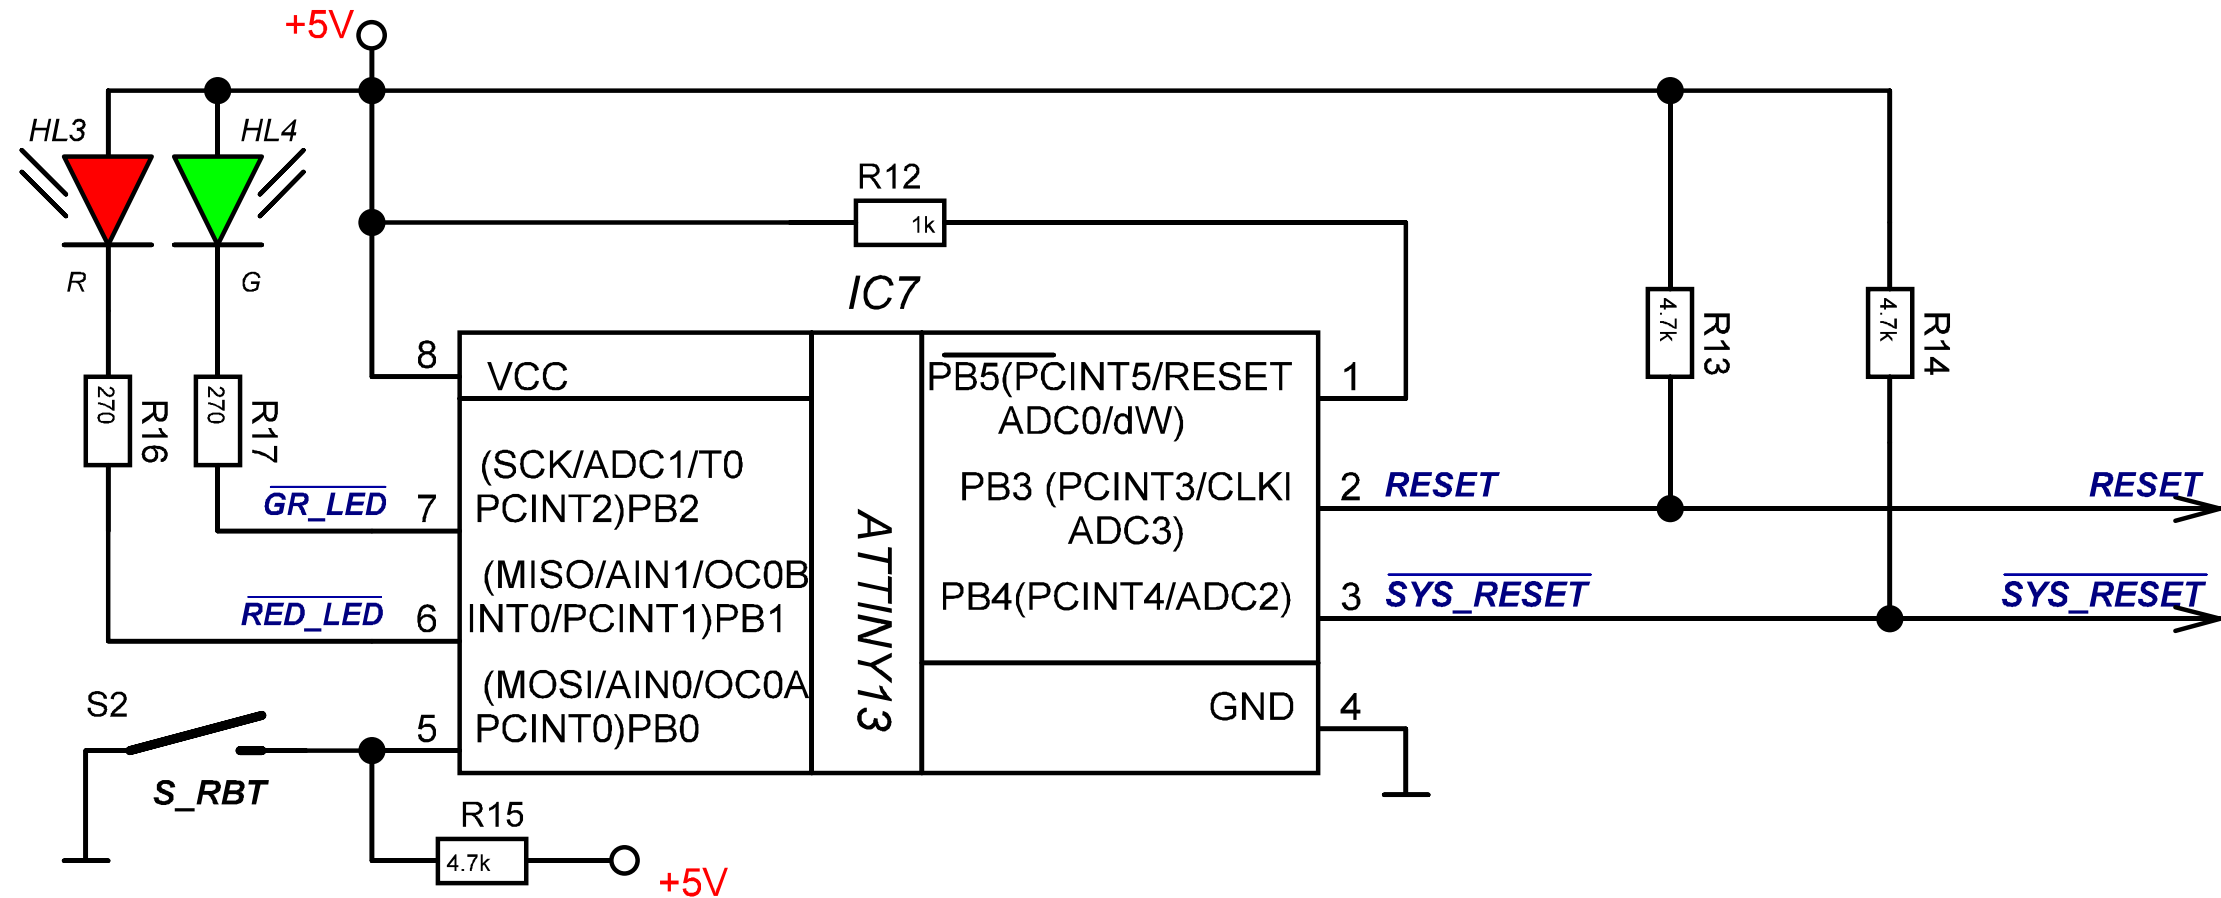 +5V
HL3
HL4
R12
1k
R
G
IC7
4.7k
R13
4.7k
R14
8
VCC
PB5(PCINT5/RESET
ADC0/dW)
1
270
R16
270
R17
(SCK/ADC1/T0
PCINT2)PB2
GR_LED
7
PB3 (PCINT3/CLKI
ADC3)
2
RESET
RESET
ATTINY13
(MISO/AIN1/OC0B
INT0/PCINT1)PB1
RED_LED
6
PB4(PCINT4/ADC2)
3
SYS_RESET
SYS_RESET
(MOSI/AIN0/OC0A
PCINT0)PB0
5
GND
4
S2
S_RBT
R15
4.7k
+5V